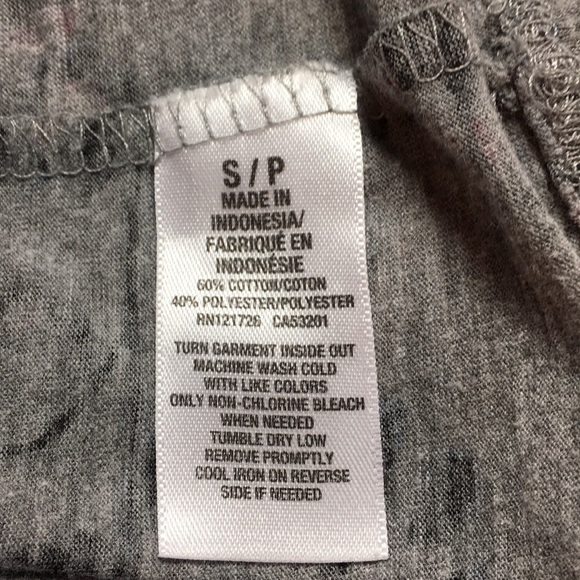 S / P
MADE IN
INDONESIA/
FABRIQUÉ EN
INDONÉSIE
60% COTTON/COTON
40% POLYESTER/POLYESTER
RN121726 CA53201
TURN GARMENT INSIDE OUT
MACHINE WASH COLD
WITH LIKE COLORS
ONLY NON-CHLORINE BLEACH
WHEN NEEDED
TUMBLE DRY LOW
REMOVE PROMPTLY
COOL IRON ON REVERSE
SIDE IF NEEDED